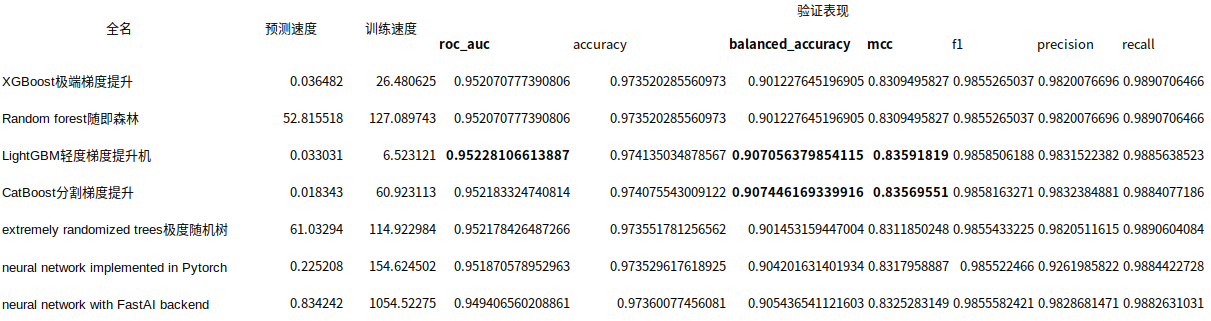 验证表现
全名 预测速度 训练速度
roc_auc accuracy balanced_accuracy mcc f1 precision recall
XGBoost极端梯度提升 0.036482 26.480625 0.952070777390806 0.973520285560973 0.901227645196905 0.8309495827 0.9855265037 0.9820076696 0.9890706466
Random forest随即森林 52.815518 127.089743 0.952070777390806 0.973520285560973 0.901227645196905 0.8309495827 0.9855265037 0.9820076696 0.9890706466
LightGBM轻度梯度提升机 0.033031 6.523121 0.95228106613887 0.974135034878567 0.907056379854115 0.83591819 0.9858506188 0.9831522382 0.9885638523
CatBoost分割梯度提升 0.018343 60.923113 0.952183324740814 0.974075543009122 0.907446169339916 0.83569551 0.9858163271 0.9832384881 0.9884077186
extremely randomized trees极度随机树 61.03294 114.922984 0.952178426487266 0.973551781256562 0.901453159447004 0.8311850248 0.9855433225 0.9820511615 0.9890604084
neural network implemented in Pytorch 0.225208 154.624502 0.951870578952963 0.973529617618925 0.904201631401934 0.8317958887 0.985522466 0.9261985822 0.9884422728
neural network with FastAI backend 0.834242 1054.52275 0.949406560208861 0.97360077456081 0.905436541121603 0.8325283149 0.9855582421 0.9828681471 0.9882631031